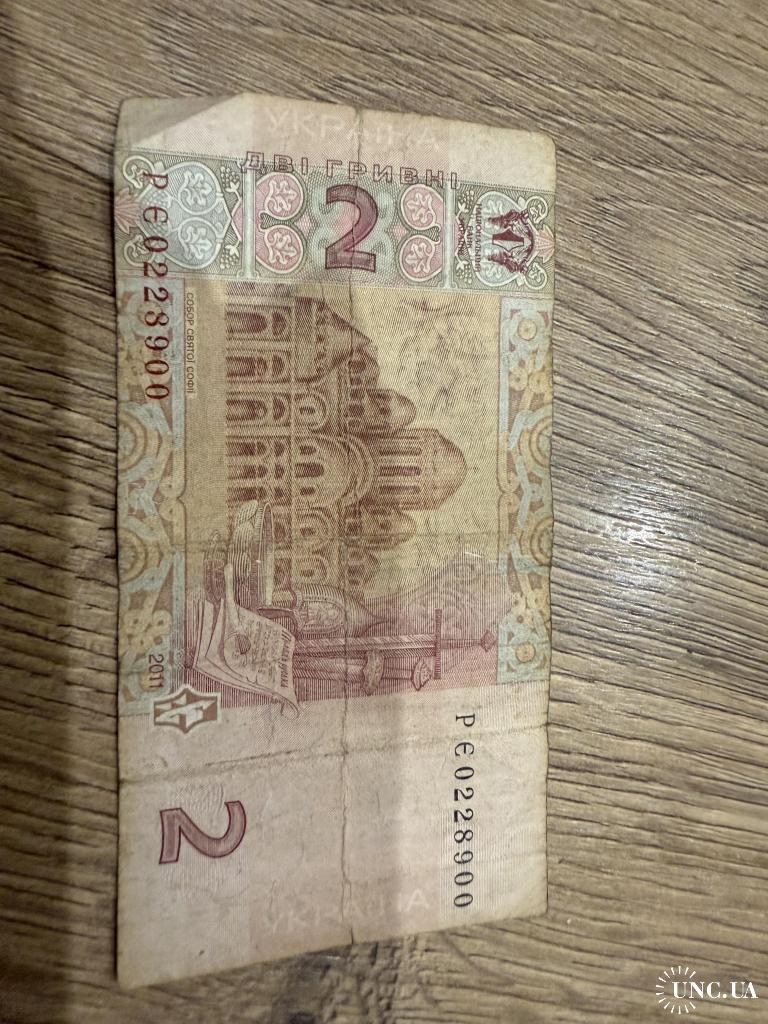 УКРАЇНА
ДВІ ГРИВНІ
2
НАЦІОНАЛЬНИЙ
БАНК
УКРАЇНИ
РЄ0228900
СОБОР СВЯТОЇ СОФІЇ
2011
РЄ0228900
2
УКРАЇНА
UNC.UA